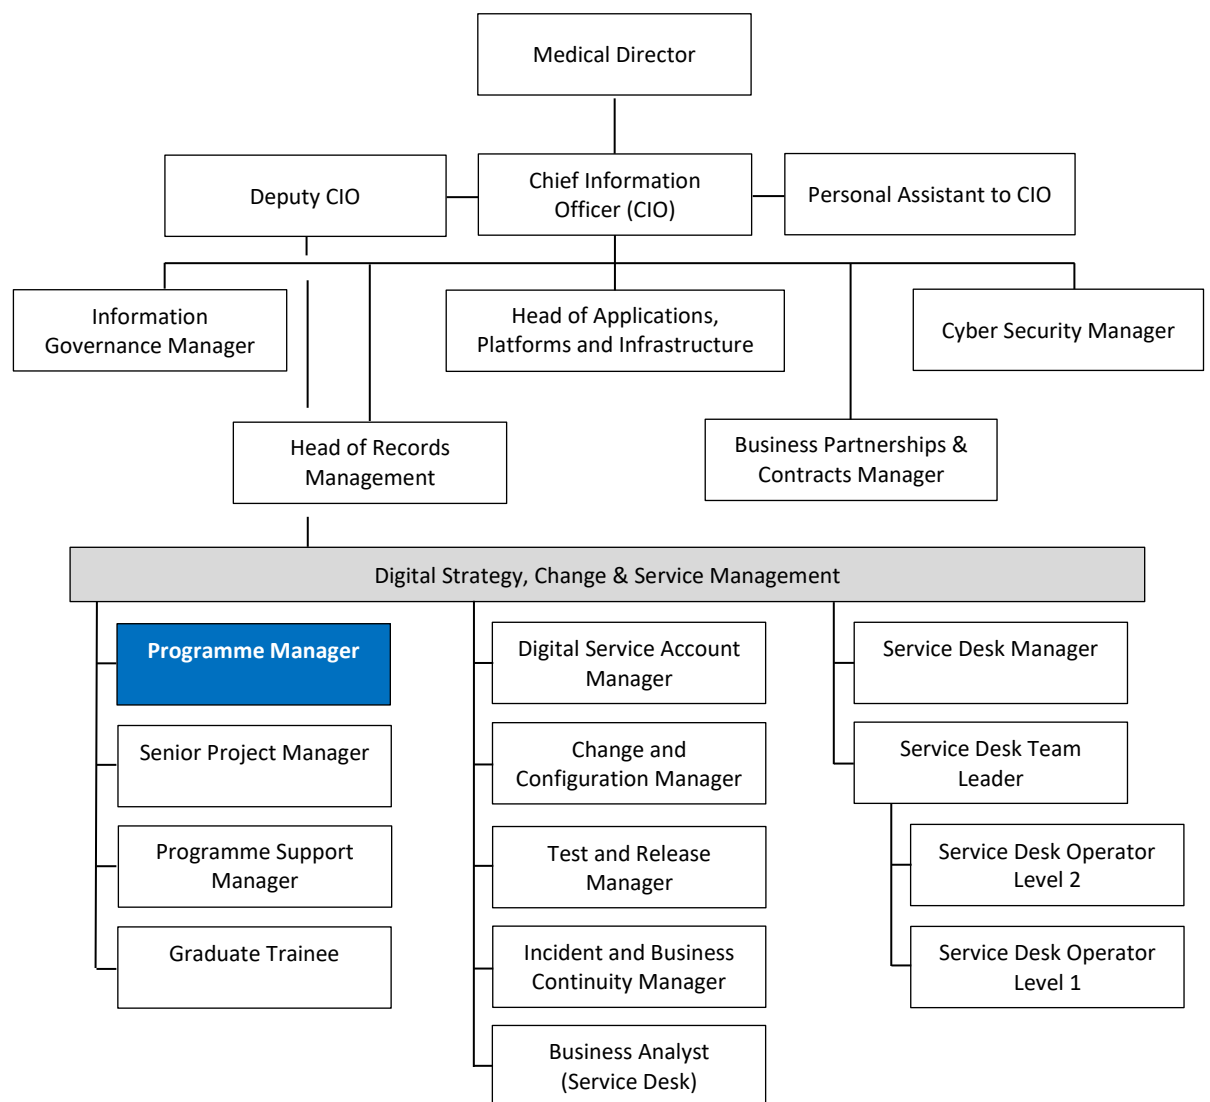 Medical Director
Deputy CIO
Chief Information
Officer (CIO)
Personal Assistant to CIO
Information
Governance Manager
Head of Applications,
Platforms and Infrastructure
Cyber Security Manager
Head of Records
Management
Business Partnerships &
Contracts Manager
Digital Strategy, Change & Service Management
Programme Manager
Senior Project Manager
Programme Support
Manager
Graduate Trainee
Digital Service Account
Manager
Change and
Configuration Manager
Test and Release
Manager
Incident and Business
Continuity Manager
Business Analyst
(Service Desk)
Service Desk Manager
Service Desk Team
Leader
Service Desk Operator
Level 2
Service Desk Operator
Level 1